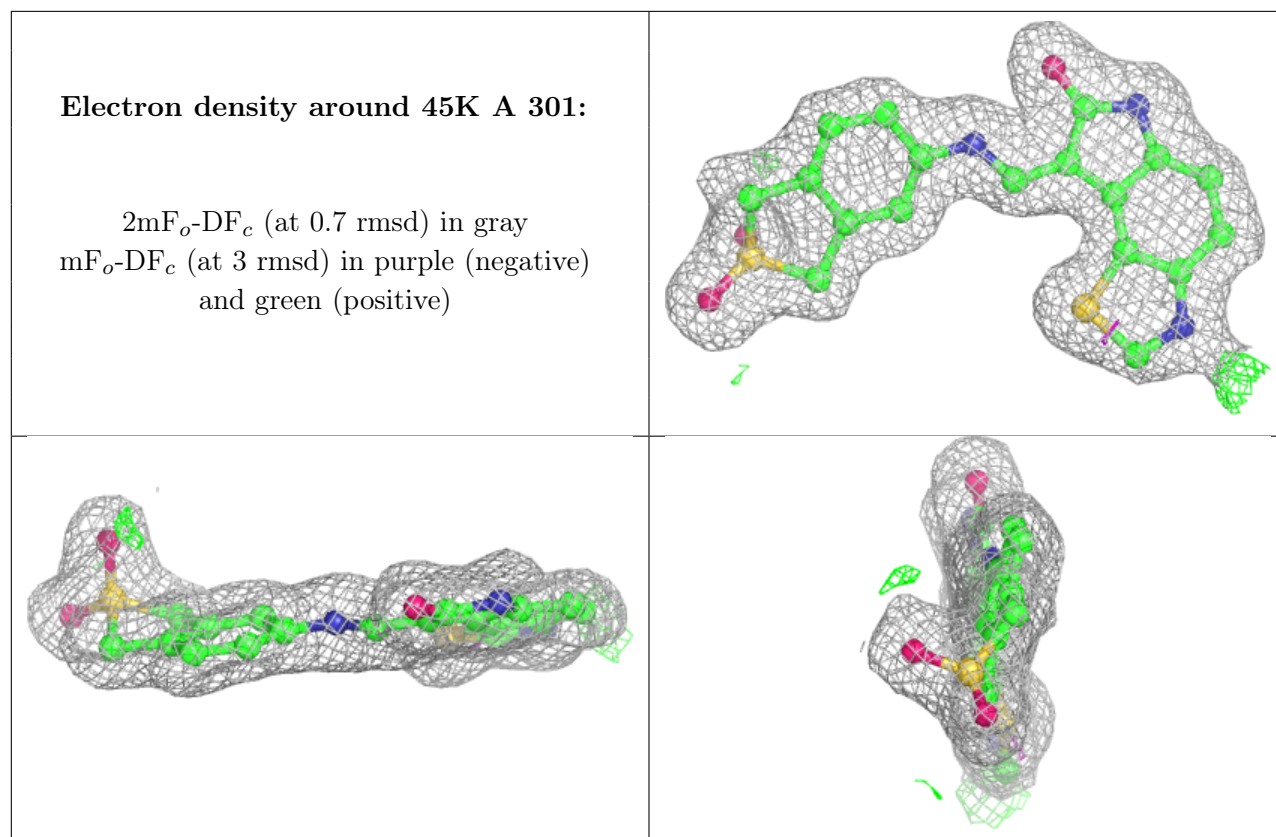 Electron density around 45K A 301:
2mFo-DFc (at 0.7 rmsd) in gray
mFo-DFc (at 3 rmsd) in purple (negative)
and green (positive)